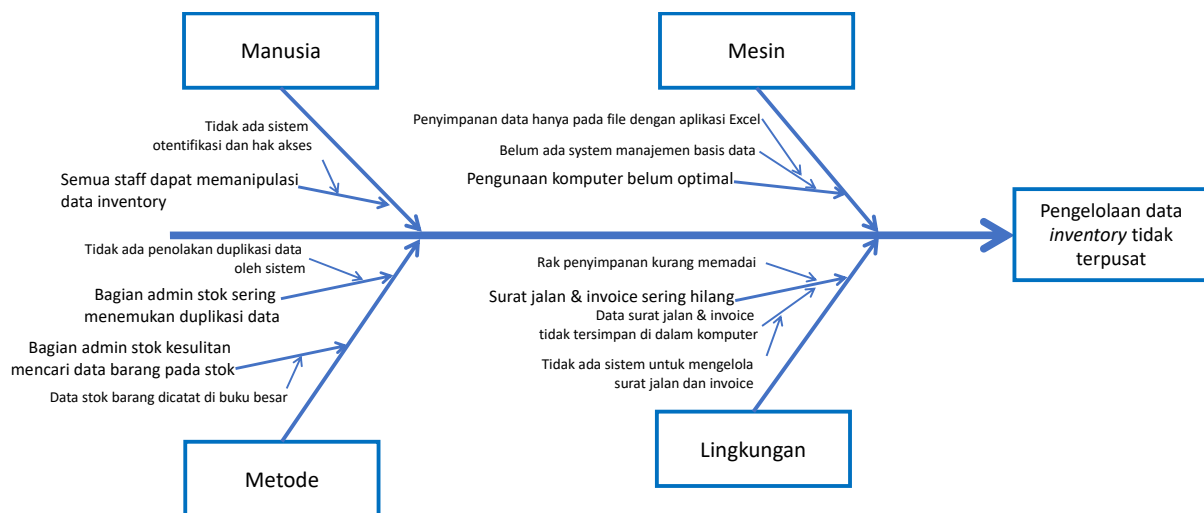 Manusia
Mesin
Tidak ada sistem
otentifikasi dan hak akses
Semua staff dapat memanipulasi
data inventory
Penyimpanan data hanya pada file dengan aplikasi Excel
Belum ada system manajemen basis data
Pengunaan komputer belum optimal
Pengelolaan data
inventory tidak
terpusat
Tidak ada penolakan duplikasi data
oleh sistem
Bagian admin stok sering
menemukan duplikasi data
Bagian admin stok kesulitan
mencari data barang pada stok
Data stok barang dicatat di buku besar
Rak penyimpanan kurang memadai
Surat jalan & invoice sering hilang
Data surat jalan & invoice
tidak tersimpan di dalam komputer
Tidak ada sistem untuk mengelola
surat jalan dan invoice
Metode
Lingkungan